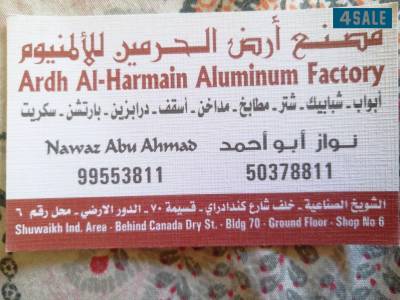 4SALE
مصنع أرض الحرمين للألمنيوم
Ardh Al-Harmain Aluminum Factory
أبواب - شبابيك - شتر - مطابخ - مداخن - أسقف - درابزين - بارتشن - سكريت
نواز أبو أحمد
Nawaz Abu Ahmad
99553811 50378811
الشويخ الصناعية - خلف شارع كندادراي - قسيمة ٧٠ - الدور الارضي - محل رقم ٦
Shuwaikh Ind. Area - Behind Canada Dry St. - Bldg 70 - Ground Floor - Shop No 6